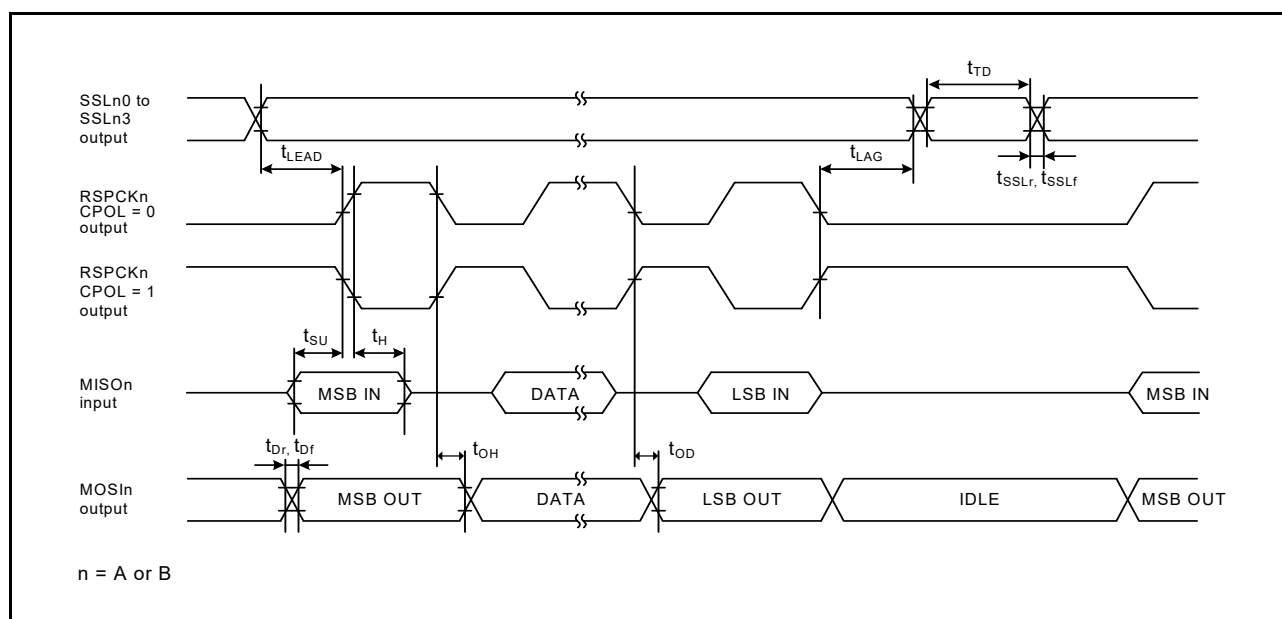 SSLn0 to
SSLn3
output
tTD
tLEAD
tLAG
tSSLr, tSSLf
RSPCKn
CPOL = 0
output
RSPCKn
CPOL = 1
output
tSU
tH
MISOn
input
MSB IN
DATA
LSB IN
MSB IN
tDr, tDf
tOH
tOD
MOSIn
output
MSB OUT
DATA
LSB OUT
IDLE
MSB OUT
n = A or B